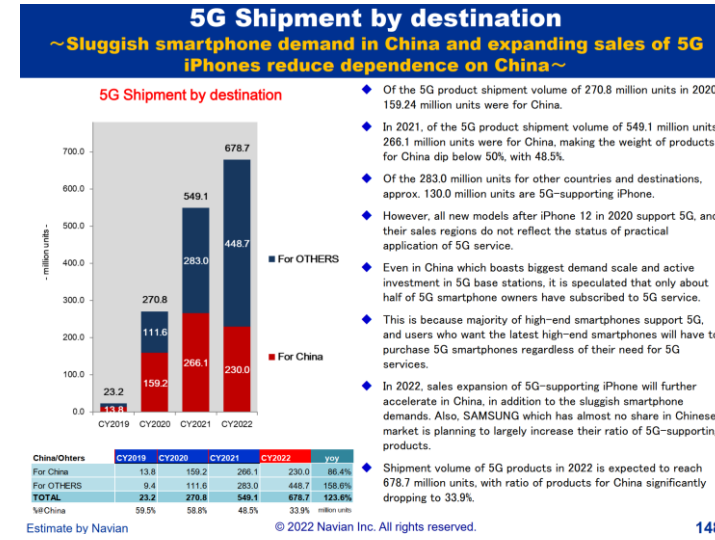 5G Shipment by destination
～Sluggish smartphone demand in China and expanding sales of 5G
iPhones reduce dependence on China～
5G Shipment by destination
- million units -
700.0
600.0
500.0
400.0
300.0
200.0
100.0
0.0
23.2
13.8
270.8
111.6
159.2
549.1
283.0
266.1
678.7
448.7
230.0
CY2019 CY2020 CY2021 CY2022
For OTHERS
For China
China/Ohters CY2019 CY2020 CY2021 CY2022 yoy
For China 13.8 159.2 266.1 230.0 86.4%
For OTHERS 9.4 111.6 283.0 448.7 158.6%
TOTAL 23.2 270.8 549.1 678.7 123.6%
%@China 59.5% 58.8% 48.5% 33.9% million units
◆ Of the 5G product shipment volume of 270.8 million units in 2020
159.24 million units were for China.
◆ In 2021, of the 5G product shipment volume of 549.1 million units
266.1 million units were for China, making the weight of products
for China dip below 50%, with 48.5%.
◆ Of the 283.0 million units for other countries and destinations,
approx. 130.0 million units are 5G-supporting iPhone.
◆ However, all new models after iPhone 12 in 2020 support 5G, and
their sales regions do not reflect the status of practical
application of 5G service.
◆ Even in China which boasts biggest demand scale and active
investment in 5G base stations, it is speculated that only about
half of 5G smartphone owners have subscribed to 5G service.
◆ This is because majority of high-end smartphones support 5G,
and users who want the latest high-end smartphones will have to
purchase 5G smartphones regardless of their need for 5G
services.
◆ In 2022, sales expansion of 5G-supporting iPhone will further
accelerate in China, in addition to the sluggish smartphone
demands. Also, SAMSUNG which has almost no share in Chinese
market is planning to largely increase their ratio of 5G-supporting
products.
◆ Shipment volume of 5G products in 2022 is expected to reach
678.7 million units, with ratio of products for China significantly
dropping to 33.9%.
Estimate by Navian
© 2022 Navian Inc. All rights reserved.
148